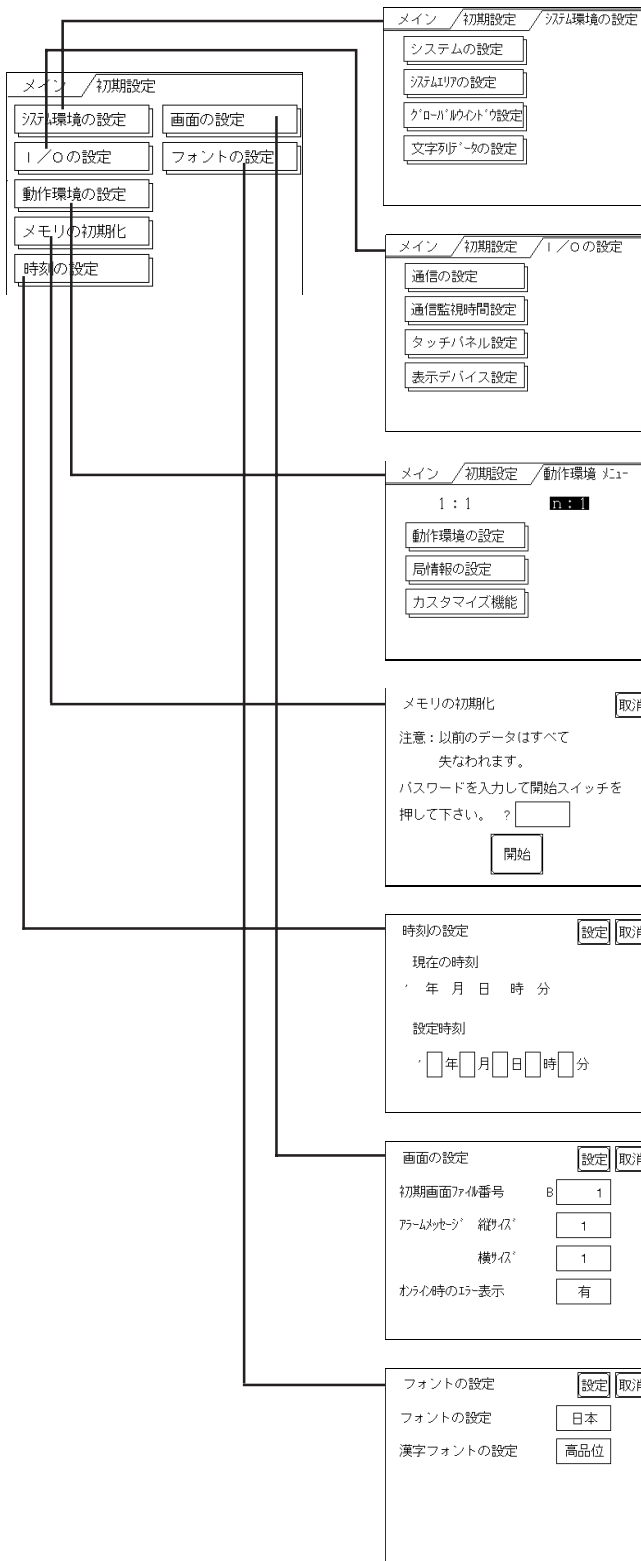 メイン ／初期設定
ｼｽﾃﾑ環境の設定
画面の設定
Ｉ／Ｏの設定
フォントの設定
動作環境の設定
メモリの初期化
時刻の設定
メイン ／初期設定 ／ｼｽﾃﾑ環境の設定
システムの設定
ｼｽﾃﾑｴﾘｱの設定
ｸﾞﾛｰﾊﾞﾙｳｨﾝﾄﾞｳ設定
文字列ﾃﾞｰﾀの設定
メイン ／初期設定 ／Ｉ／Ｏの設定
通信の設定
通信監視時間設定
タッチパネル設定
表示デバイス設定
メイン ／初期設定 ／動作環境 ﾒﾆｭｰ
1：1 n：1
動作環境の設定
局情報の設定
カスタマイズ機能
メモリの初期化 取消
注意：以前のデータはすべて
失なわれます。
パスワードを入力して開始スイッチを
押して下さい。 ？
開始
時刻の設定 設定 取消
現在の時刻
' 年 月 日 時 分
設定時刻
' 年 月 日 時 分
画面の設定 設定 取消
初期画面ﾌｧｲﾙ番号 B 1
ｱﾗｰﾑﾒｯｾｰｼﾞ 縦ｻｲｽﾞ 1
横ｻｲｽﾞ 1
ｵﾝﾗｲﾝ時のｴﾗｰ表示 有
フォントの設定 設定 取消
フォントの設定 日本
漢字フォントの設定 高品位